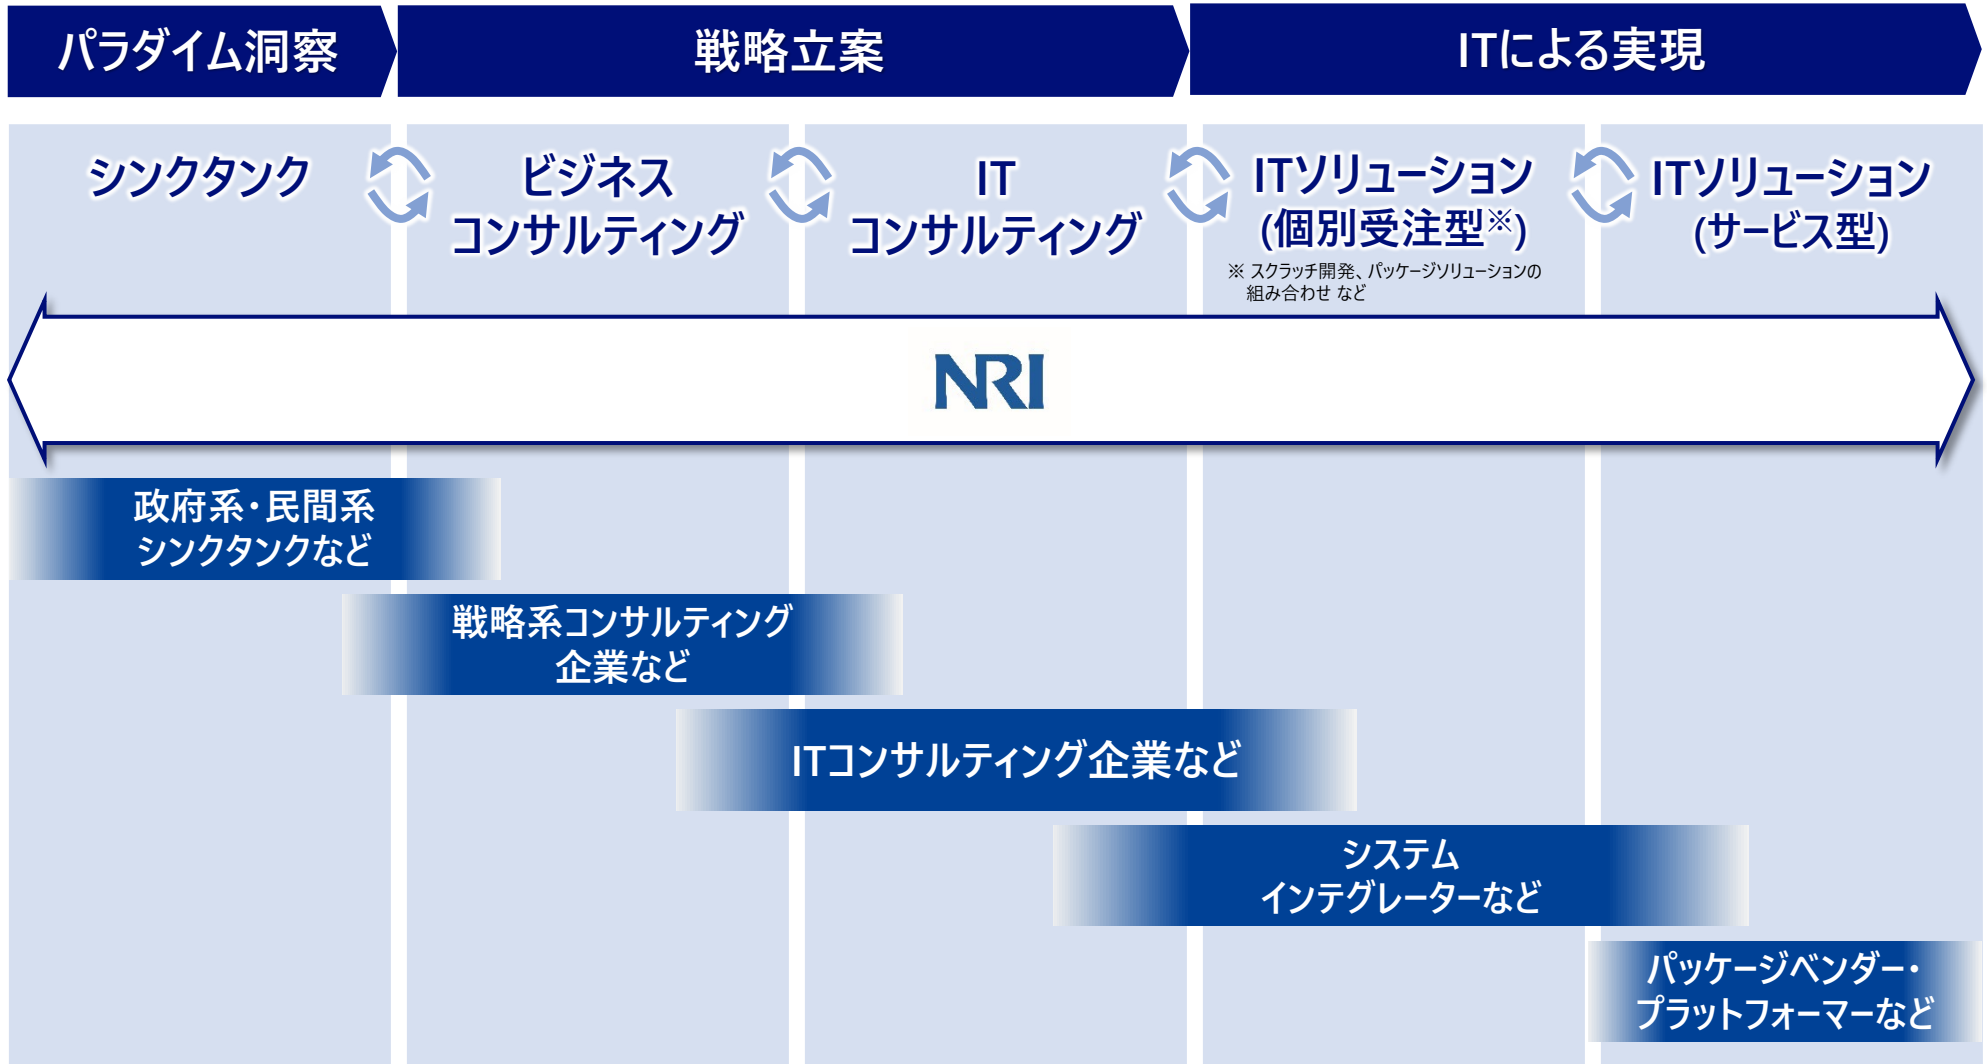 パラダイム洞察
戦略立案
ITによる実現
シンクタンク
ビジネス
コンサルティング
IT
コンサルティング
ITソリューション
(個別受注型※)
※ スクラッチ開発、パッケージソリューションの
組み合わせ など
ITソリューション
(サービス型)
NRI
政府系・民間系
シンクタンクなど
戦略系コンサルティング
企業など
ITコンサルティング企業など
システム
インテグレーターなど
パッケージベンダー・
プラットフォーマーなど